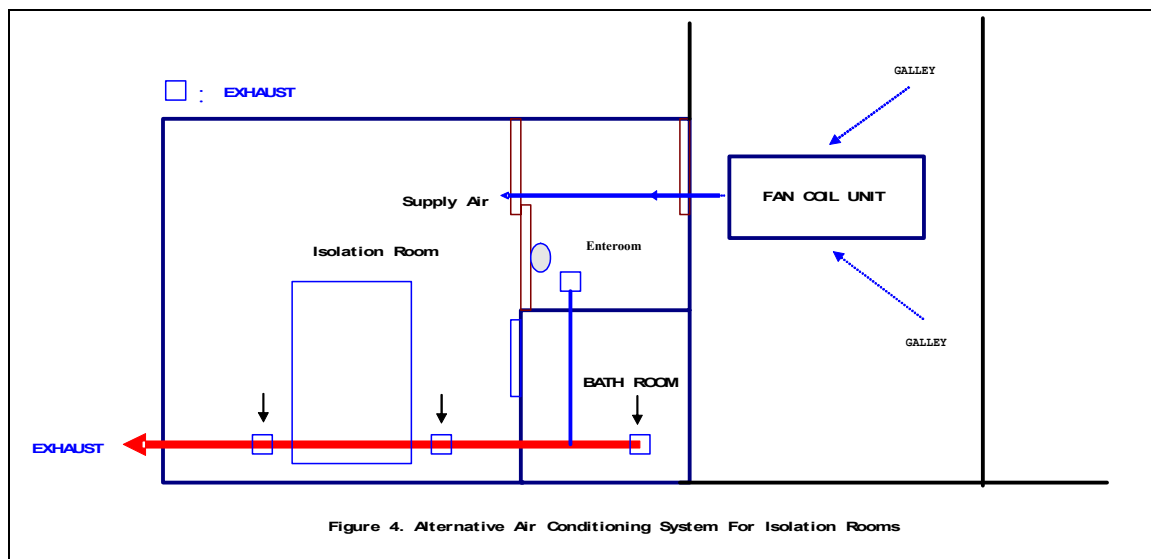 GALLEY
: EXHAUST
FAN COIL UNIT
Supply Air
Isolation Room
Enteroom
GALLEY
BATH ROOM
EXHAUST
Figure 4. Alternative Air Conditioning System For Isolation Rooms